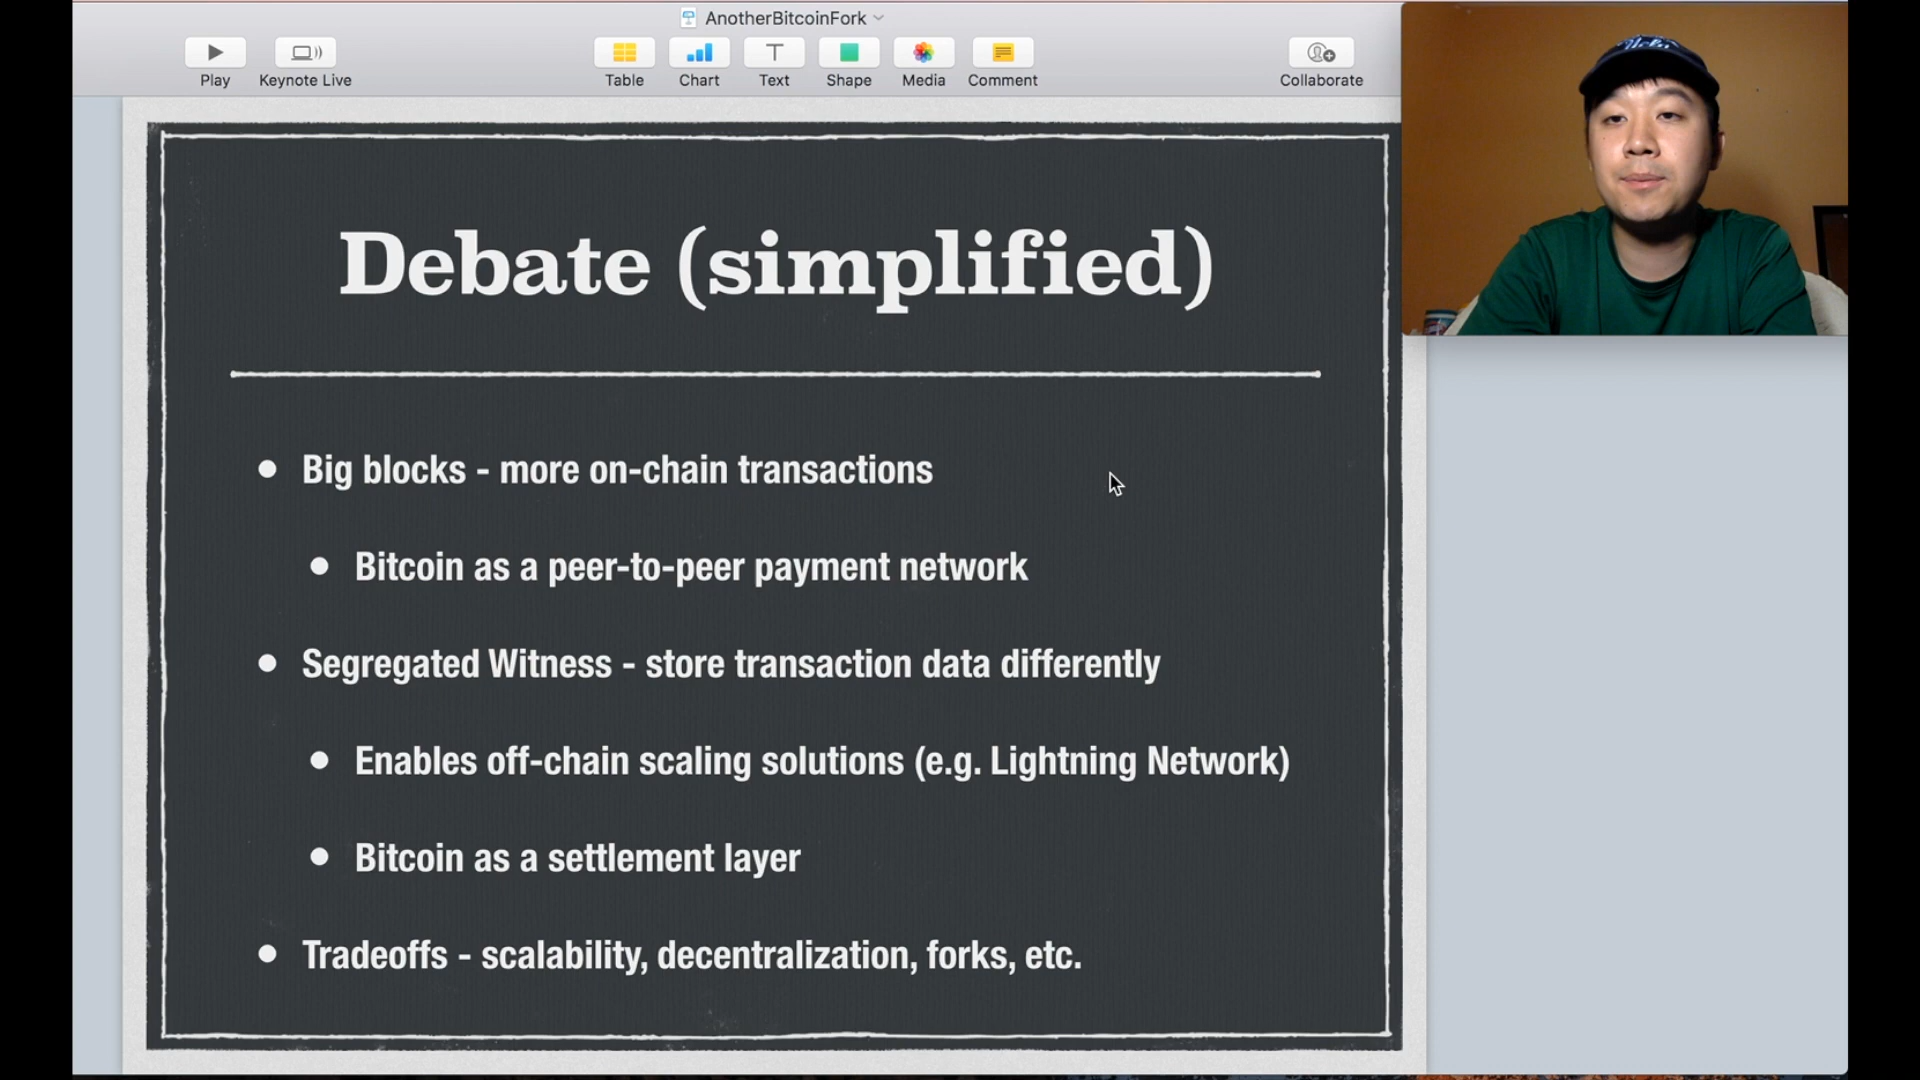 AnotherBitcoinFork
Play
Keynote Live
Table
Chart
Text
Shape
Media
Comment
Collaborate
Debate (simplified)
Big blocks - more on-chain transactions
Bitcoin as a peer-to-peer payment network
Segregated Witness - store transaction data differently
Enables off-chain scaling solutions (e.g. Lightning Network)
Bitcoin as a settlement layer
Tradeoffs - scalability, decentralization, forks, etc.